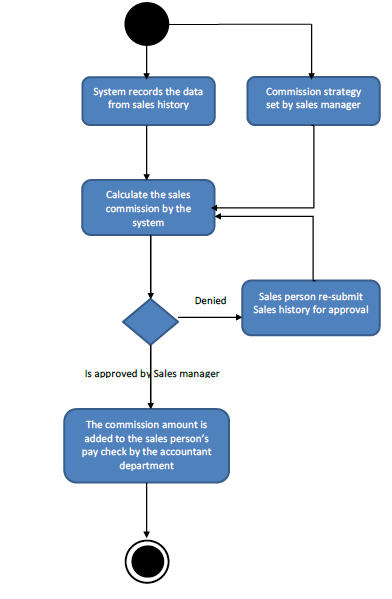 System records the data
from sales history
Commission strategy
set by sales manager
Calculate the sales
commission by the
system
Denied
Sales person re-submit
Sales history for approval
Is approved by Sales manager
The commission amount is
added to the sales person's
pay check by the accountant
department